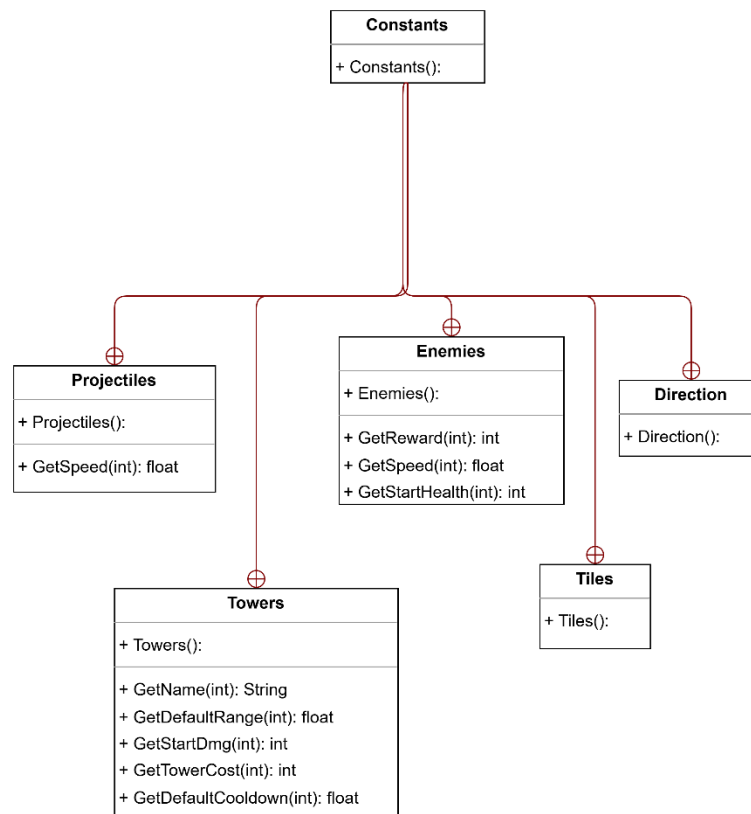 Constants
+ Constants():
Projectiles
+ Projectiles():
+ GetSpeed(int): float
Enemies
+ Enemies():
+ GetReward(int): int
+ GetSpeed(int): float
+ GetStartHealth(int): int
Direction
+ Direction():
Towers
+ Towers():
+ GetName(int): String
+ GetDefaultRange(int): float
+ GetStartDmg(int): int
+ GetTowerCost(int): int
+ GetDefaultCooldown(int): float
Tiles
+ Tiles():